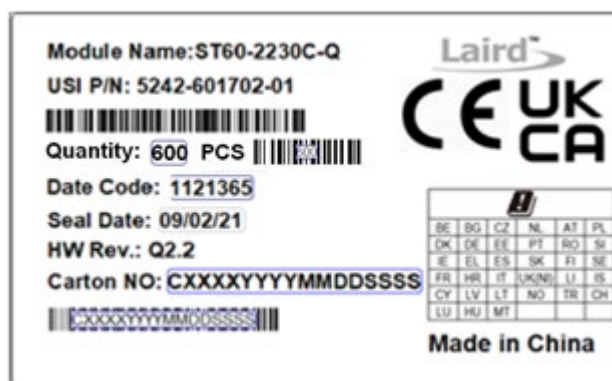 Module Name:ST60-2230C-Q
Laird™
USI P/N: 5242-601702-01
CE UK CA
Quantity: 600 PCS
600
Date Code: 1121365
Seal Date: 09/02/21
HW Rev.: Q2.2
Carton NO: CXXXXYYYYMMDDSSSS
CXXXXYYYYMMDDSSSS
BE BG CZ NL AT PL
DK DE EE PT RO SI
IE EL ES SK FI SE
FR HR IT UK(NI) LI IS
CY LV LT NO TR CH
LU HU MT
Made in China